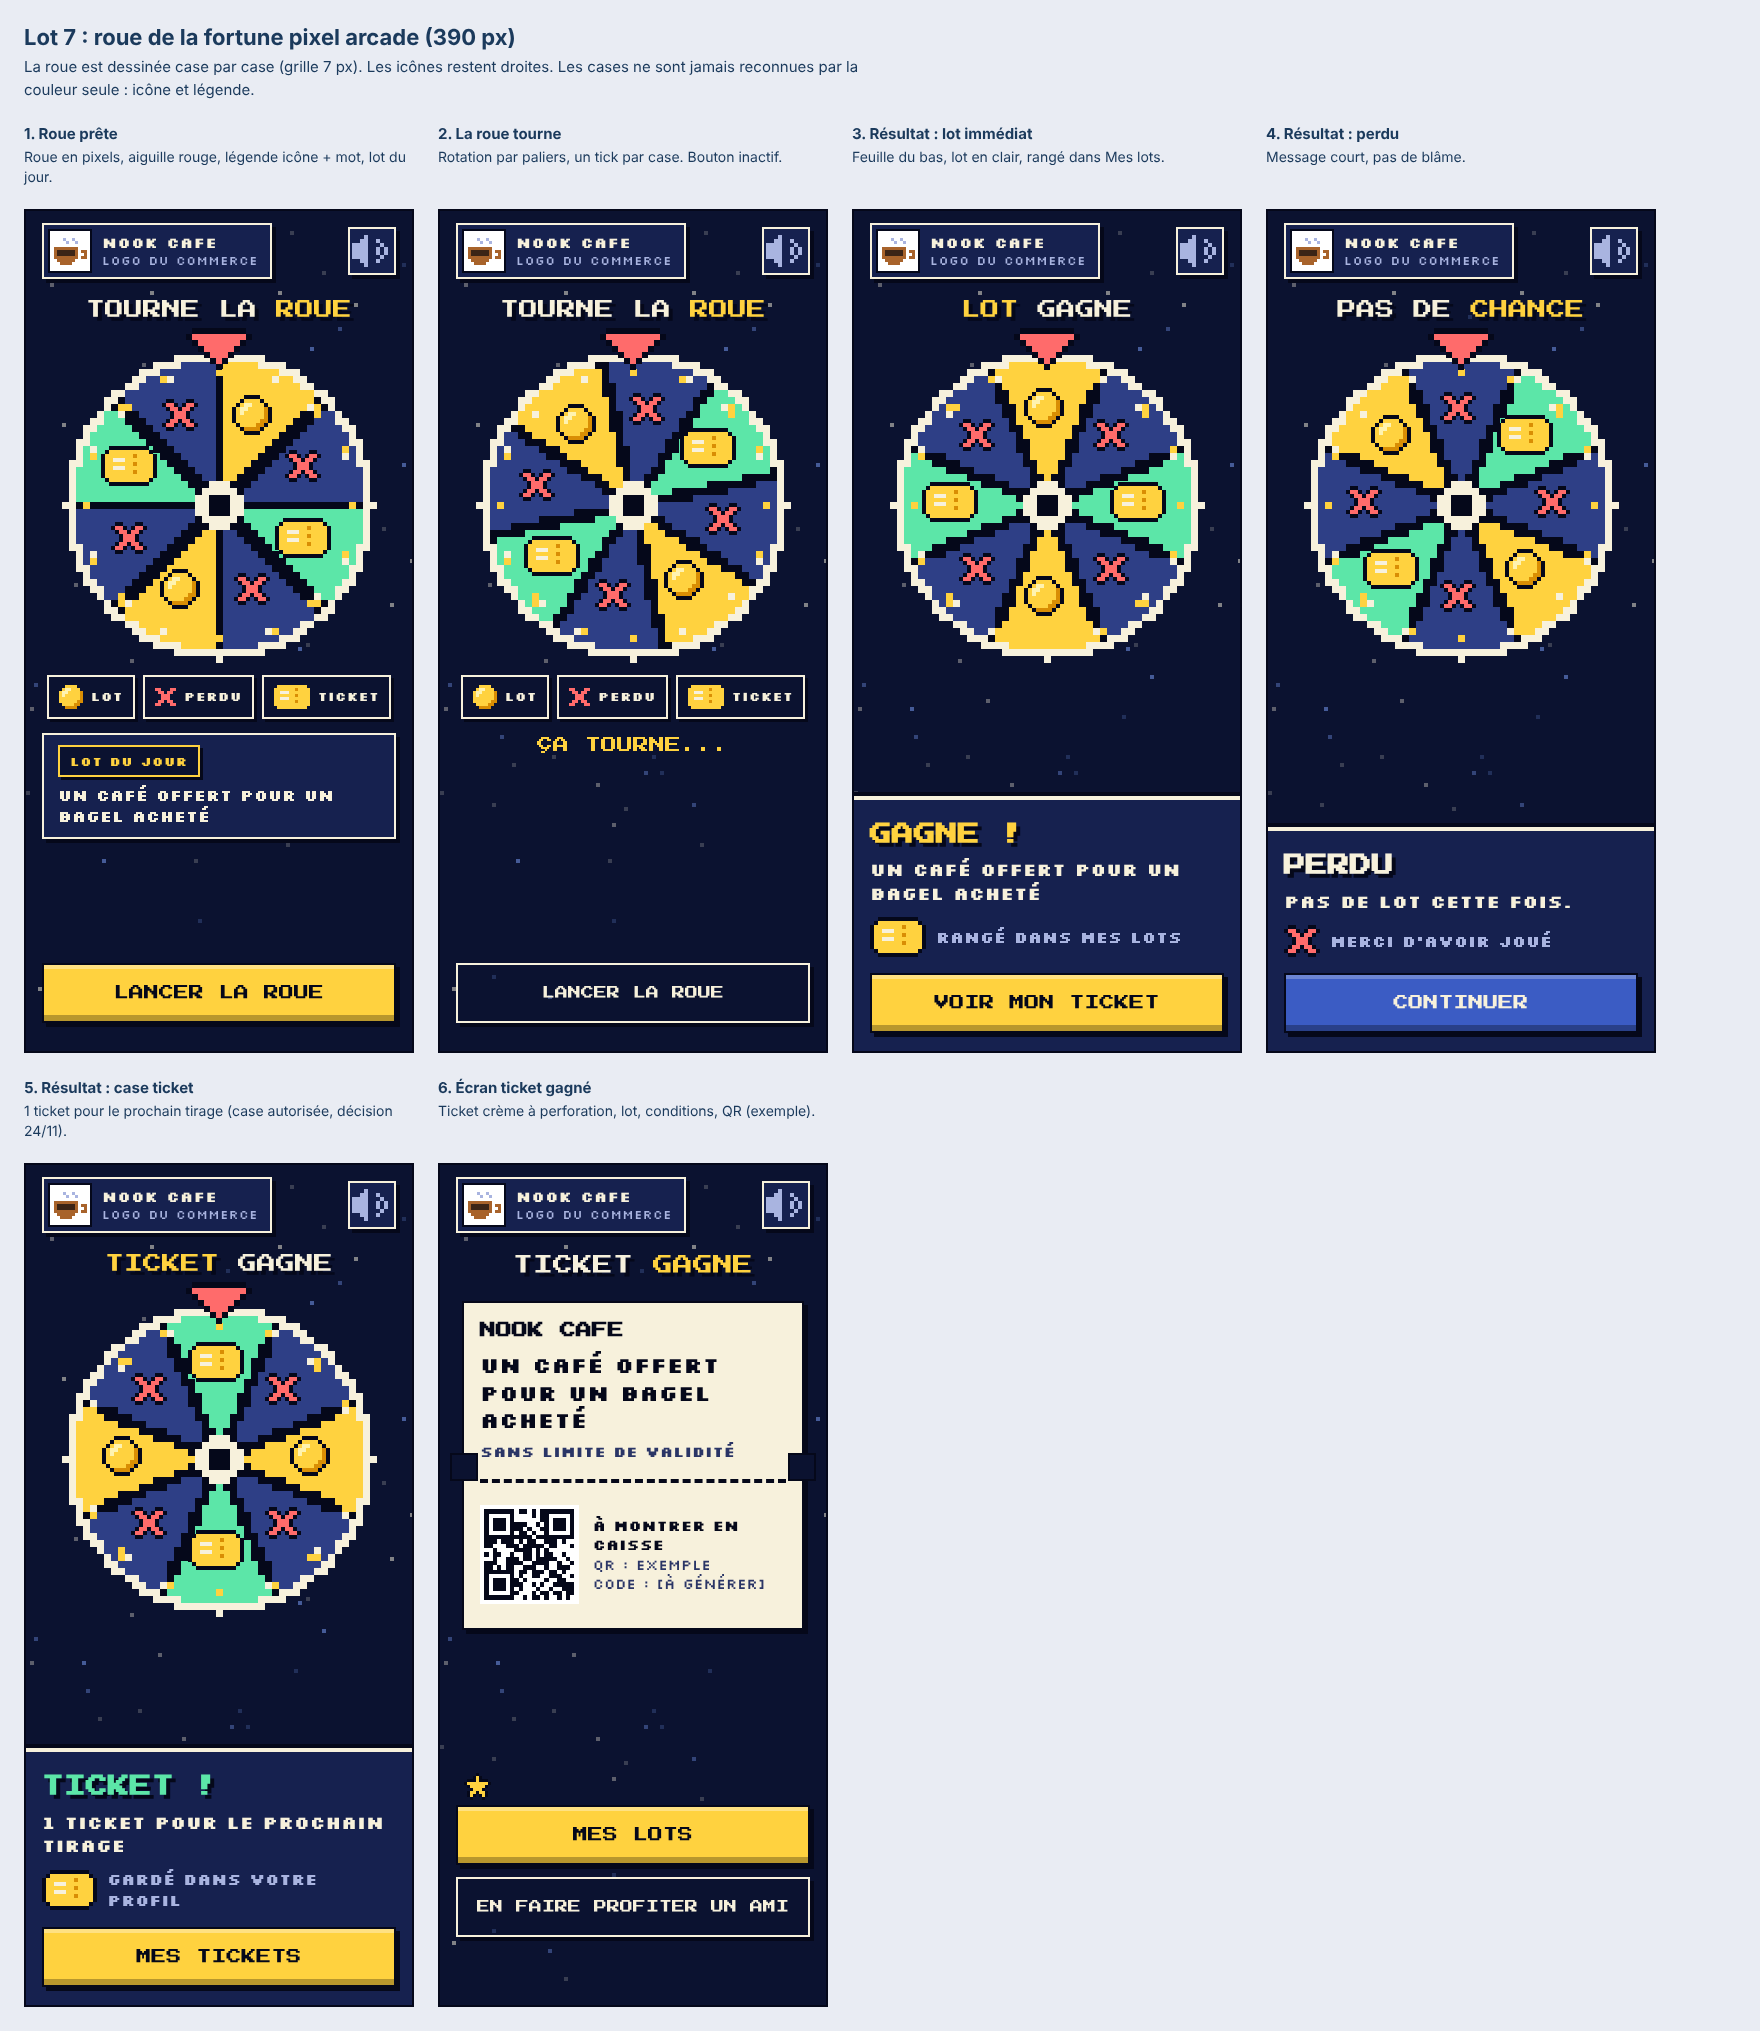 Lot 7 : roue de la fortune pixel arcade (390 px)
La roue est dessinée case par case (grille 7 px). Les icônes restent droites. Les cases ne sont jamais reconnues par la
couleur seule : icône et légende.
1. Roue prête
Roue en pixels, aiguille rouge, légende icône + mot, lot du
jour.
NOOK CAFE
LOGO DU COMMERCE
TOURNE LA ROUE
LOT
PERDU
TICKET
LOT DU JOUR
UN CAFÉ OFFERT POUR UN
BAGEL ACHETÉ
LANCER LA ROUE
2. La roue tourne
Rotation par paliers, un tick par case. Bouton inactif.
NOOK CAFE
LOGO DU COMMERCE
TOURNE LA ROUE
LOT
PERDU
TICKET
ÇA TOURNE...
LANCER LA ROUE
3. Résultat : lot immédiat
Feuille du bas, lot en clair, rangé dans Mes lots.
NOOK CAFE
LOGO DU COMMERCE
LOT GAGNE
GAGNE !
UN CAFÉ OFFERT POUR UN
BAGEL ACHETÉ
RANGÉ DANS MES LOTS
VOIR MON TICKET
4. Résultat : perdu
Message court, pas de blâme.
NOOK CAFE
LOGO DU COMMERCE
PAS DE CHANCE
PERDU
PAS DE LOT CETTE FOIS.
MERCI D'AVOIR JOUÉ
CONTINUER
5. Résultat : case ticket
1 ticket pour le prochain tirage (case autorisée, décision
24/11).
NOOK CAFE
LOGO DU COMMERCE
TICKET GAGNE
TICKET !
1 TICKET POUR LE PROCHAIN
TIRAGE
GARDÉ DANS VOTRE
PROFIL
MES TICKETS
6. Écran ticket gagné
Ticket crème à perforation, lot, conditions, QR (exemple).
NOOK CAFE
LOGO DU COMMERCE
TICKET GAGNE
NOOK CAFE
UN CAFÉ OFFERT
POUR UN BAGEL
ACHETÉ
SANS LIMITE DE VALIDITÉ
À MONTRER EN
CAISSE
QR : EXEMPLE
CODE : [À GÉNÉRER]
MES LOTS
EN FAIRE PROFITER UN AMI